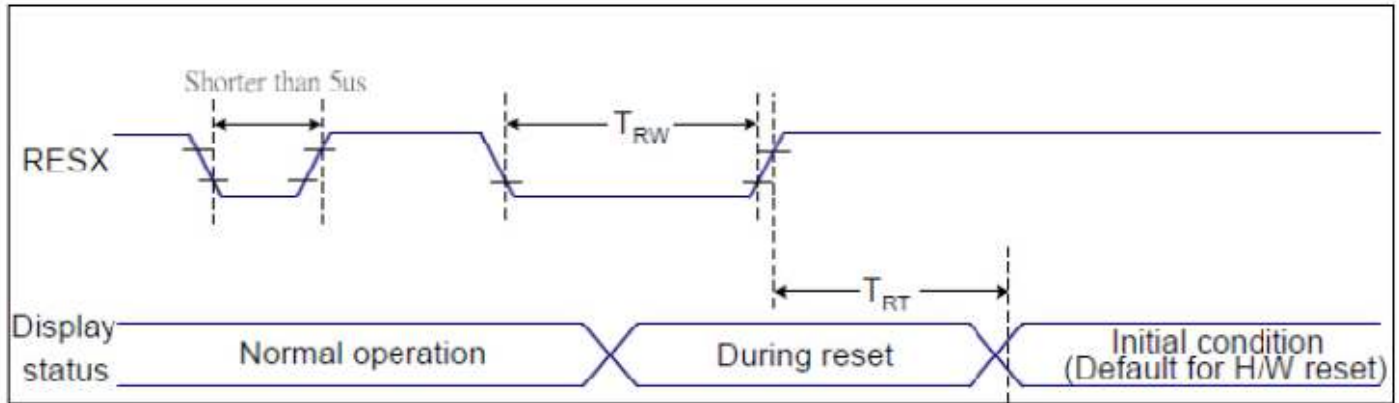 Shorter than 5us
RESX
TRW
TRT
Display
status
Normal operation
During reset
Initial condition
(Default for H/W reset)